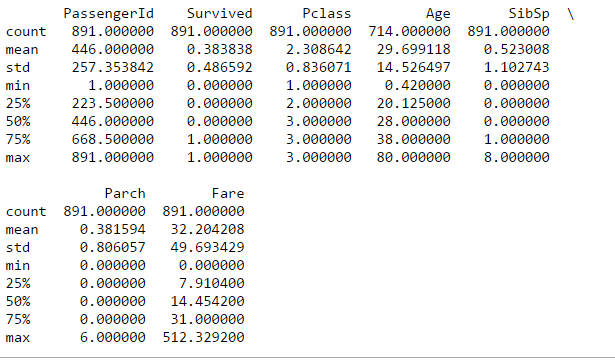 PassengerId    Survived      Pclass         Age       SibSp  \
count   891.000000  891.000000  891.000000  714.000000  891.000000
mean    446.000000    0.383838    2.308642   29.699118    0.523008
std     257.353842    0.486592    0.836071   14.526497    1.102743
min       1.000000    0.000000    1.000000    0.420000    0.000000
25%     223.500000    0.000000    2.000000   20.125000    0.000000
50%     446.000000    0.000000    3.000000   28.000000    0.000000
75%     668.500000    1.000000    3.000000   38.000000    1.000000
max     891.000000    1.000000    3.000000   80.000000    8.000000
            Parch        Fare
count  891.000000  891.000000
mean     0.381594   32.204208
std      0.806057   49.693429
min      0.000000    0.000000
25%      0.000000    7.910400
50%      0.000000   14.454200
75%      0.000000   31.000000
max      6.000000  512.329200